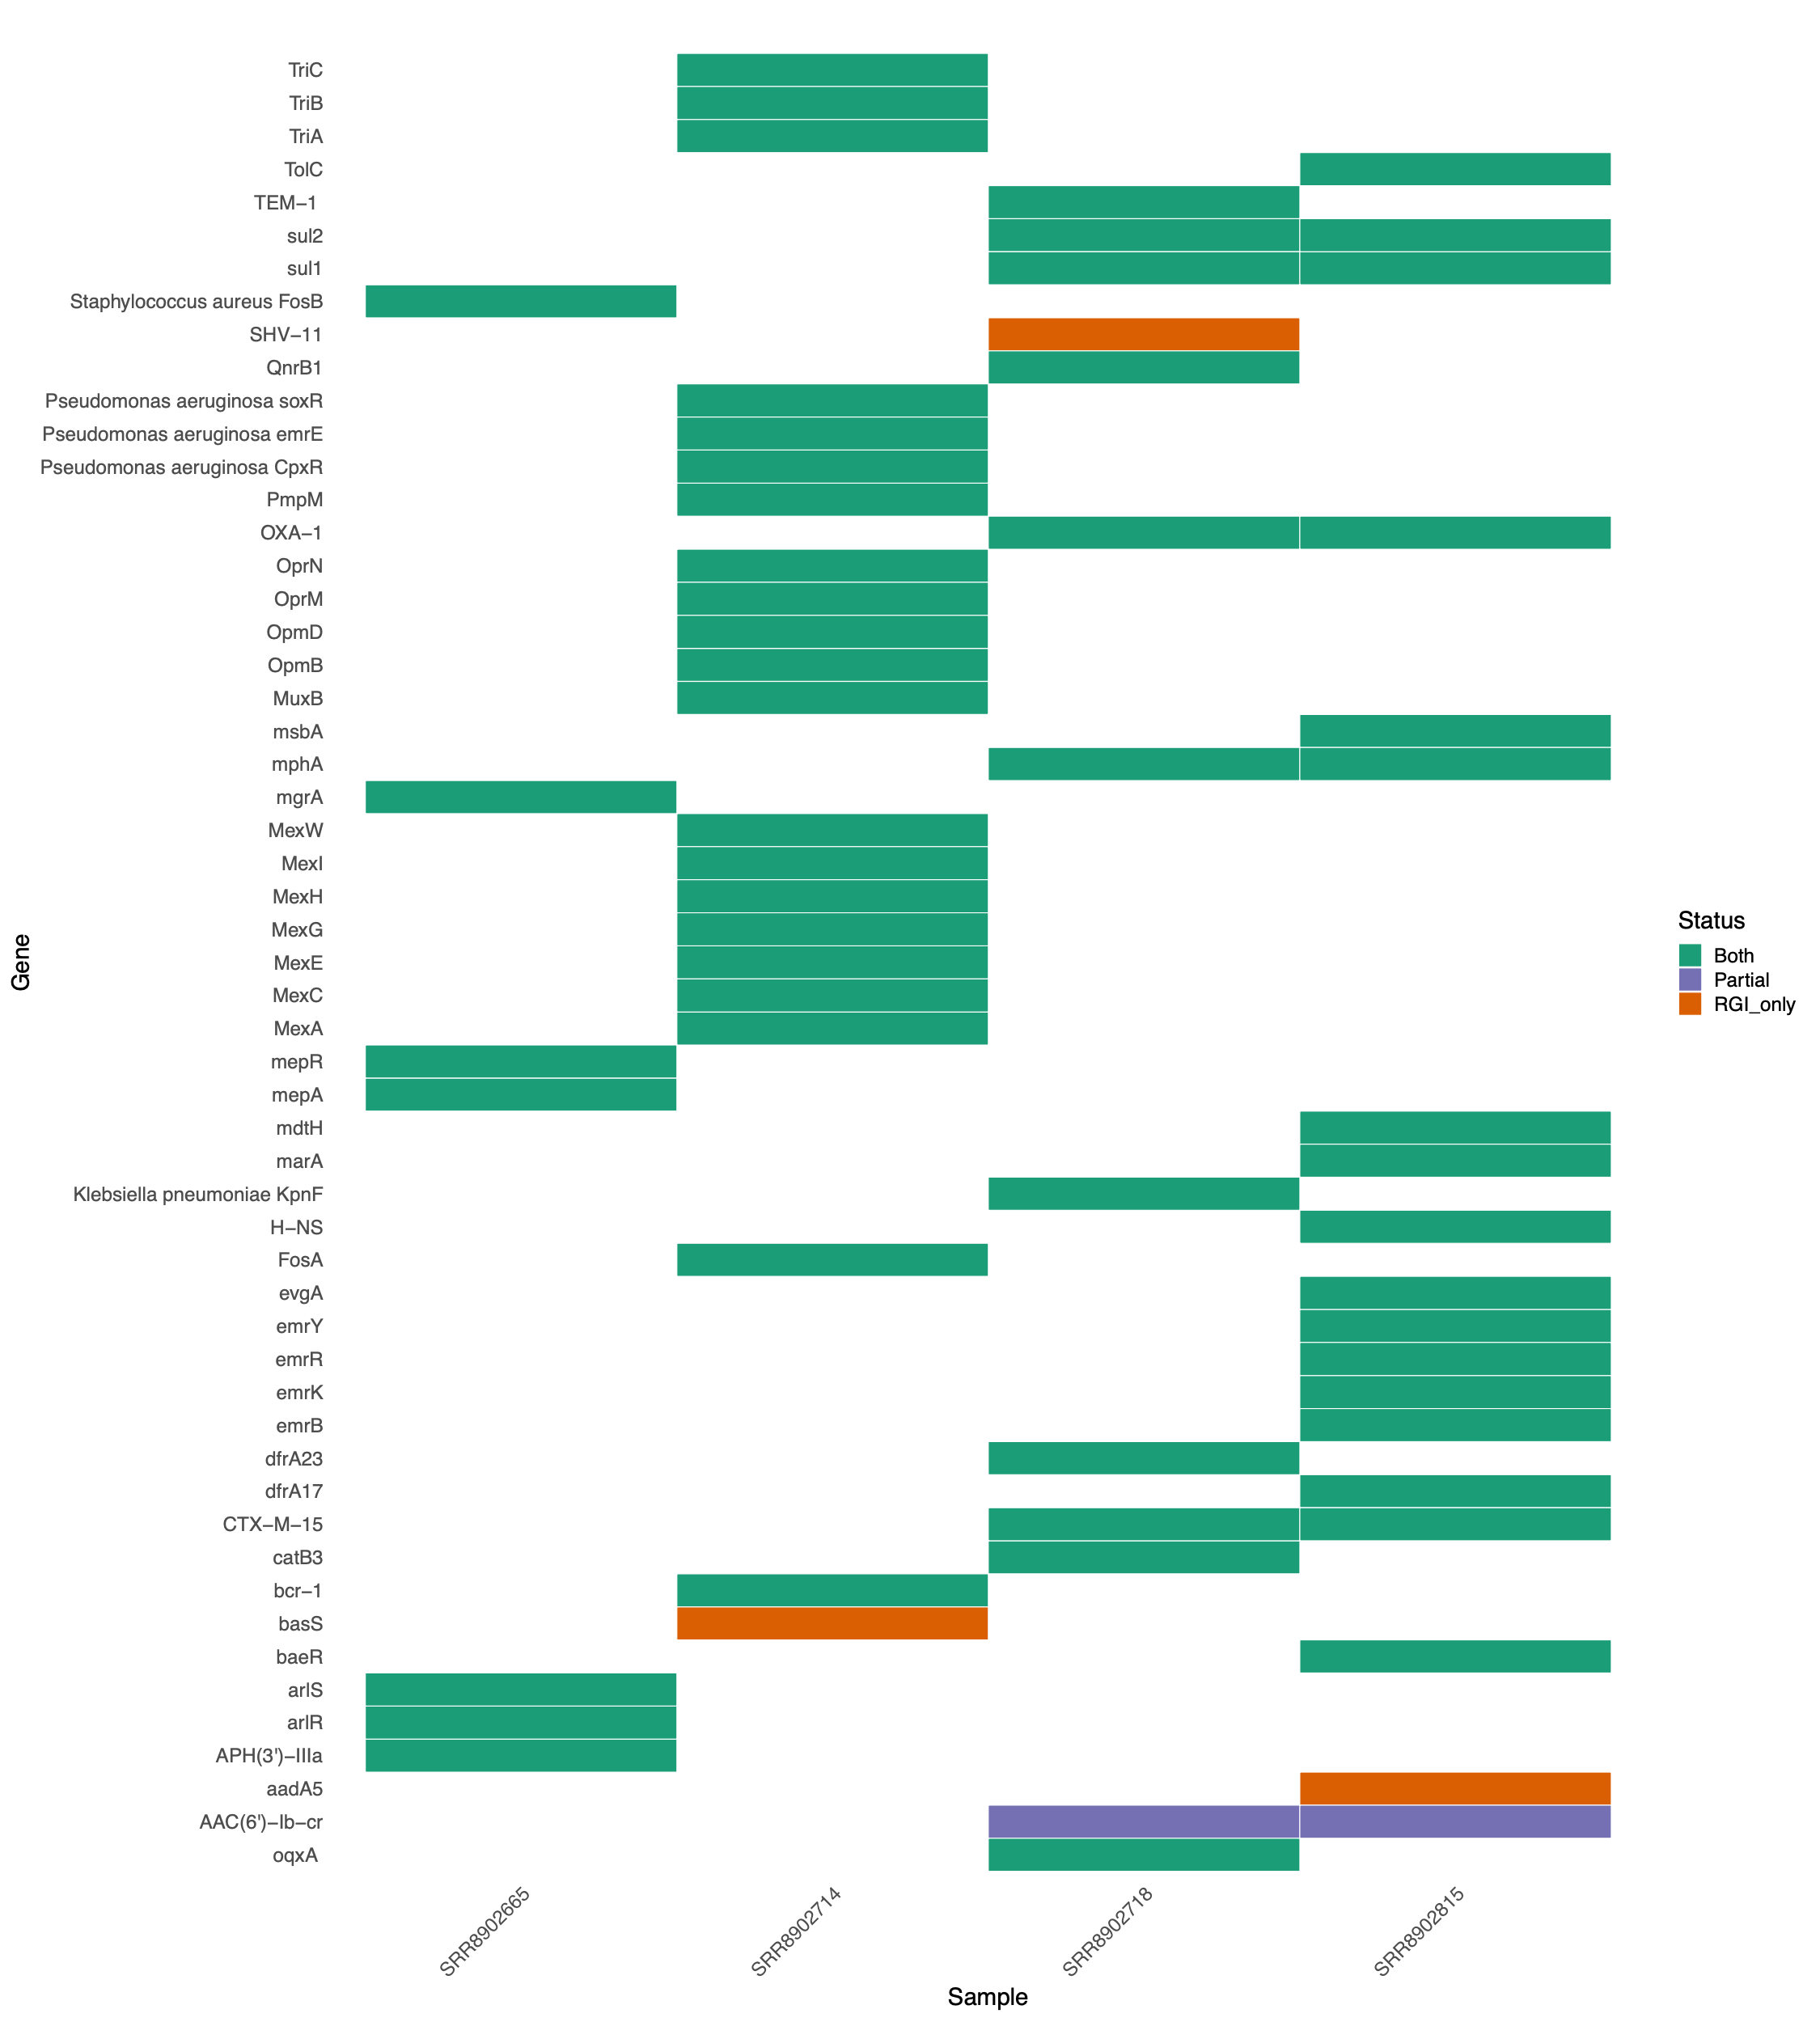 TriC
TriB
TriA
TolC
TEM−1
sul2
sul1
Staphylococcus aureus FosB
SHV−11
QnrB1
Pseudomonas aeruginosa soxR
Pseudomonas aeruginosa emrE
Pseudomonas aeruginosa CpxR
PmpM
OXA−1
OprN
OprM
OpmD
OpmB
MuxB
msbA
mphA
mgrA
MexW
MexI
MexH
MexG
MexE
MexC
MexA
mepR
mepA
mdtH
marA
Klebsiella pneumoniae KpnF
H−NS
FosA
evgA
emrY
emrR
emrK
emrB
dfrA23
dfrA17
CTX−M−15
catB3
bcr−1
basS
baeR
arlS
arlR
APH(3')−IIIa
aadA5
AAC(6')−Ib−cr
oqxA
Gene
SRR8902665
SRR8902714
SRR8902718
SRR8902815
Sample
Status
Both
Partial
RGI_only